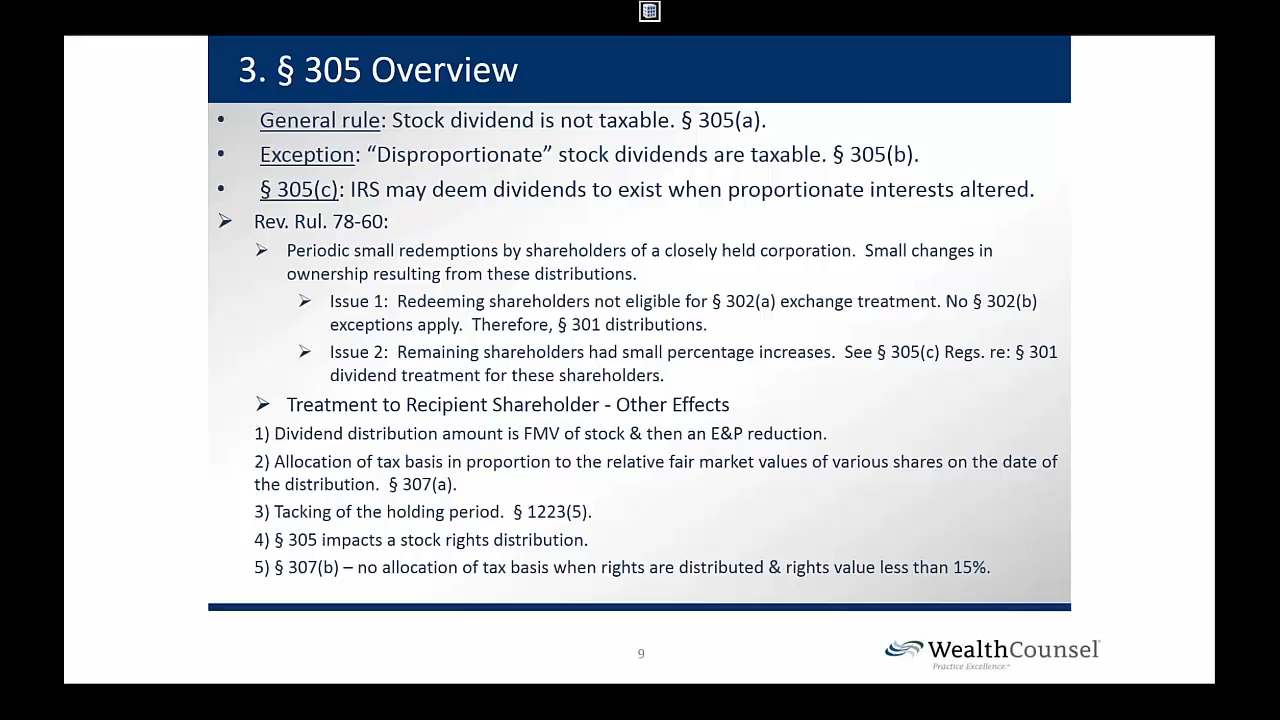 3. § 305 Overview
• General rule: Stock dividend is not taxable. § 305(a).
• Exception: “Disproportionate” stock dividends are taxable. § 305(b).
• § 305(c): IRS may deem dividends to exist when proportionate interests altered.
➢ Rev. Rul. 78-60:
➢ Periodic small redemptions by shareholders of a closely held corporation.  Small changes in
ownership resulting from these distributions.
➢ Issue 1:  Redeeming shareholders not eligible for § 302(a) exchange treatment. No § 302(b)
exceptions apply.  Therefore, § 301 distributions.
➢ Issue 2:  Remaining shareholders had small percentage increases.  See § 305(c) Regs. re: § 301
dividend treatment for these shareholders.
➢ Treatment to Recipient Shareholder - Other Effects
1) Dividend distribution amount is FMV of stock & then an E&P reduction.
2) Allocation of tax basis in proportion to the relative fair market values of various shares on the date of
the distribution.  § 307(a).
3) Tacking of the holding period.  § 1223(5).
4) § 305 impacts a stock rights distribution.
5) § 307(b) – no allocation of tax basis when rights are distributed & rights value less than 15%.
9
WealthCounsel
Practice Excellence.